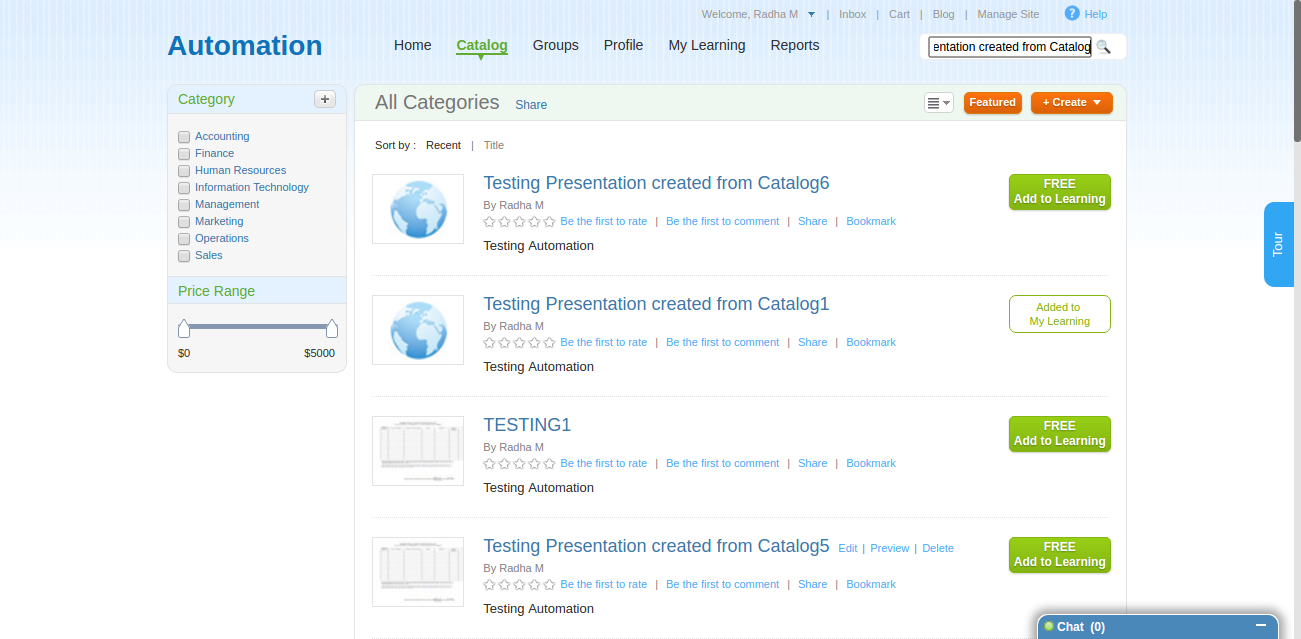 Welcome, Radha M | Inbox | Cart | Blog | Manage Site ? Help
Automation
Home Catalog Groups Profile My Learning Reports
entation created from Catalog
Category +
Accounting
Finance
Human Resources
Information Technology
Management
Marketing
Operations
Sales
Price Range
$0 $5000
All Categories Share
Featured + Create
Sort by : Recent | Title
Testing Presentation created from Catalog6
By Radha M
Be the first to rate | Be the first to comment | Share | Bookmark
Testing Automation
FREE
Add to Learning
Testing Presentation created from Catalog1
By Radha M
Be the first to rate | Be the first to comment | Share | Bookmark
Testing Automation
Added to
My Learning
TESTING1
By Radha M
Be the first to rate | Be the first to comment | Share | Bookmark
Testing Automation
FREE
Add to Learning
Testing Presentation created from Catalog5 Edit | Preview | Delete
By Radha M
Be the first to rate | Be the first to comment | Share | Bookmark
Testing Automation
FREE
Add to Learning
Tour
Chat (0)